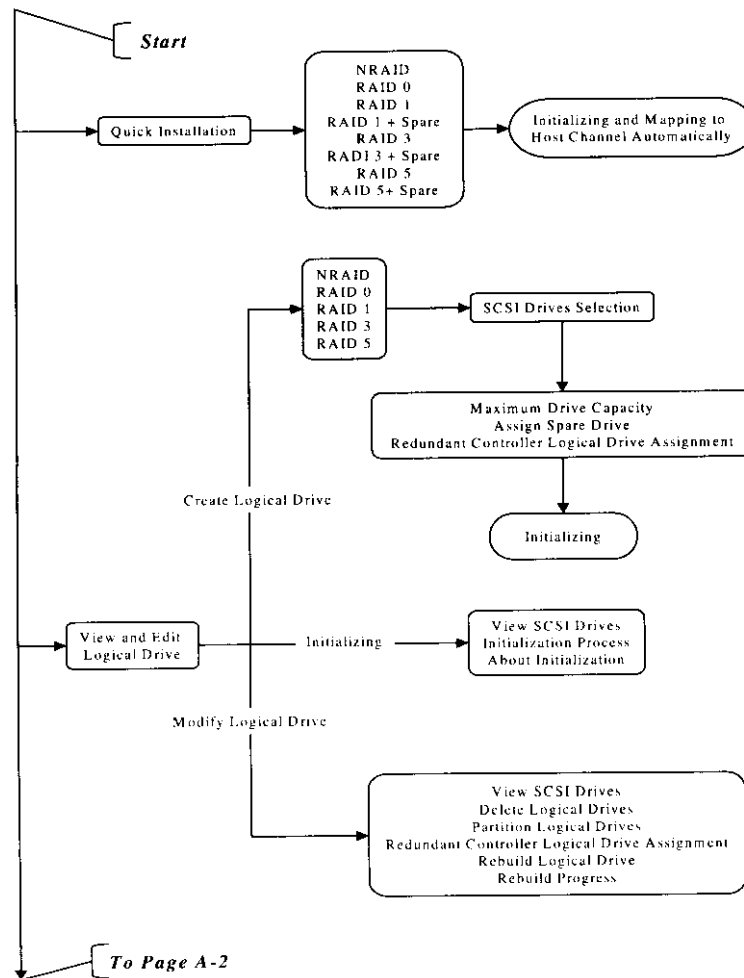 Start
NRAID
RAID 0
RAID 1
RAID 1 + Spare
RAID 3
RADI 3 + Spare
RAID 5
RAID 5+ Spare
Quick Installation
Initializing and Mapping to
Host Channel Automatically
NRAID
RAID 0
RAID 1
RAID 3
RAID 5
SCSI Drives Selection
Maximum Drive Capacity
Assign Spare Drive
Redundant Controller Logical Drive Assignment
Create Logical Drive
Initializing
View and Edit
Logical Drive
Initializing
View SCSI Drives
Initialization Process
About Initialization
Modify Logical Drive
View SCSI Drives
Delete Logical Drives
Partition Logical Drives
Redundant Controller Logical Drive Assignment
Rebuild Logical Drive
Rebuild Progress
To Page A-2